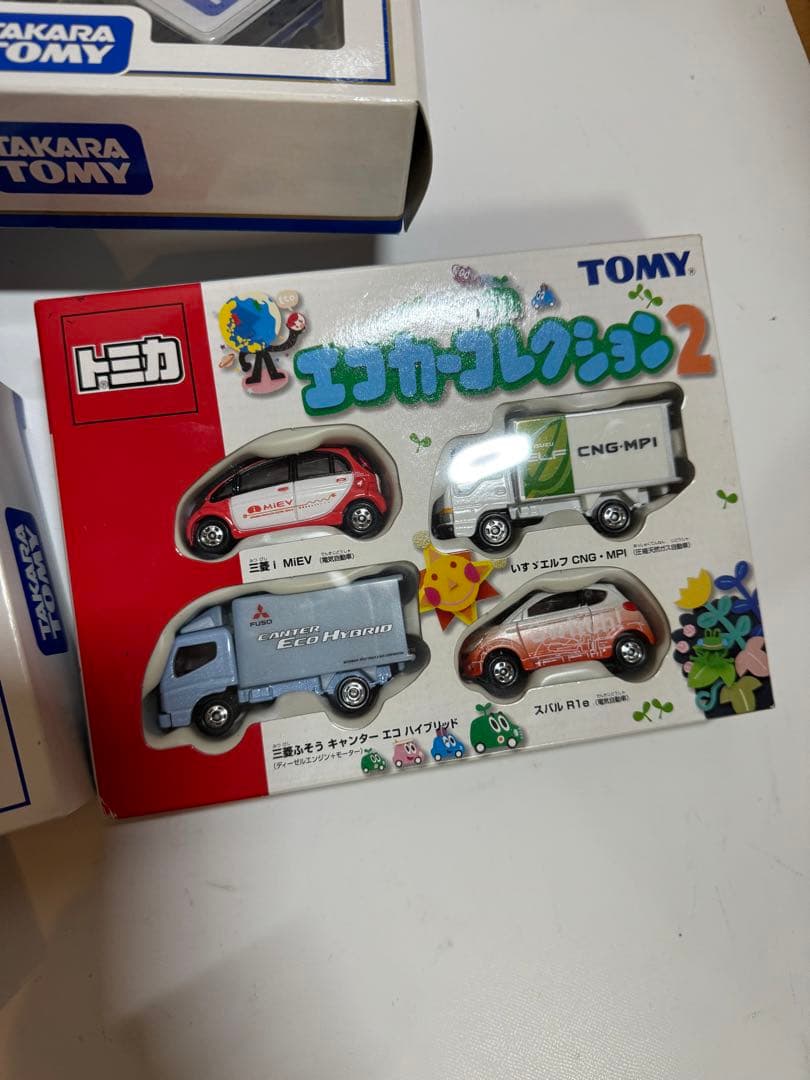 TAKARA
TOMY
TAKARA
TOMY
TAKARA
TOMY
トミカ
TOMY
ECO
エコカーコレクション2
i MiEV
三菱 i MiEV (電気自動車)
ISUZU
ELF
CNG・MPI
いすゞエルフ CNG・MPI (圧縮天然ガス自動車)
FUSO
CANTER
ECO HYBRID
三菱ふそう キャンター エコ ハイブリッド
(ディーゼルエンジン+モーター)
スバル R1e (電気自動車)